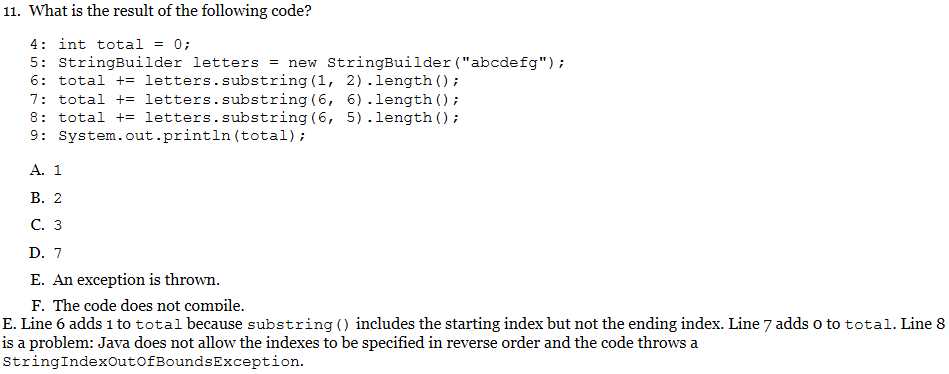 11. What is the result of the following code?
4: int total = 0;
5: StringBuilder letters = new StringBuilder("abcdefg");
6: total += letters.substring(1, 2).length();
7: total += letters.substring(6, 6).length();
8: total += letters.substring(6, 5).length();
9: System.out.println(total);
A. 1
B. 2
C. 3
D. 7
E. An exception is thrown.
F. The code does not compile.
E. Line 6 adds 1 to total because substring() includes the starting index but not the ending index. Line 7 adds 0 to total. Line 8
is a problem: Java does not allow the indexes to be specified in reverse order and the code throws a
StringIndexOutOfBoundsException.